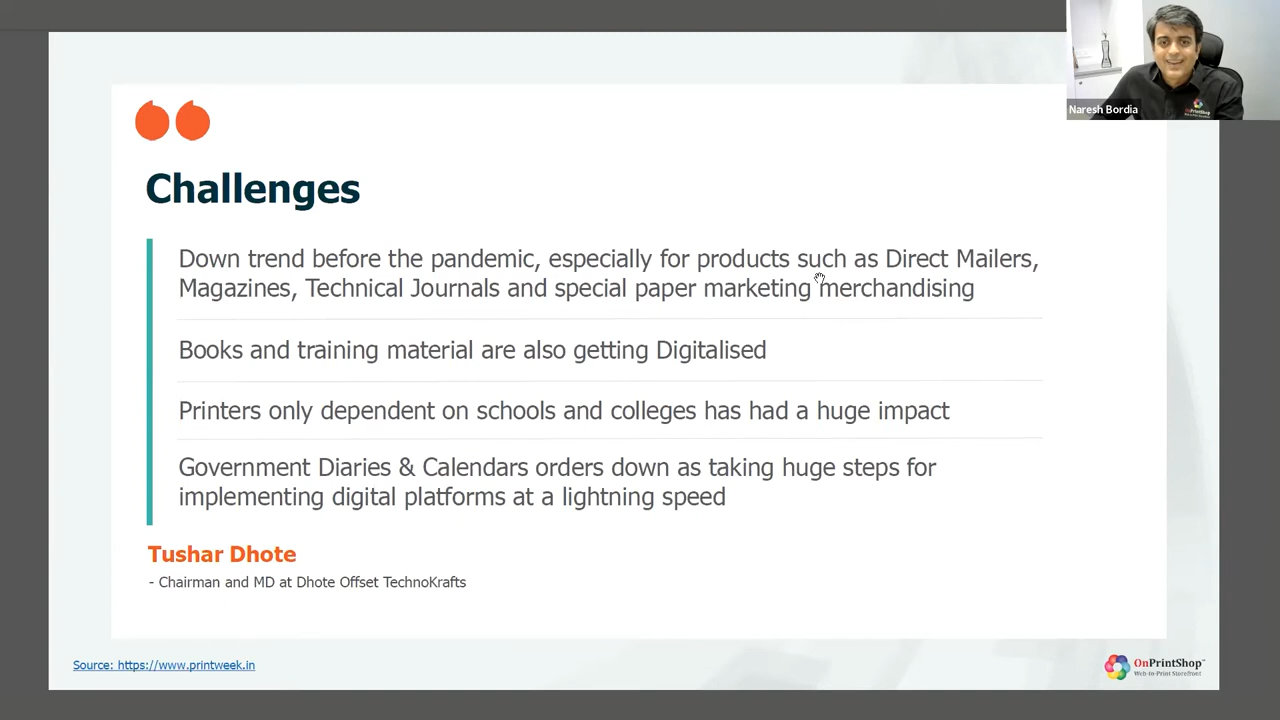 Naresh Bordia
OnPrintShop
Challenges
Down trend before the pandemic, especially for products such as Direct Mailers,
Magazines, Technical Journals and special paper marketing merchandising
Books and training material are also getting Digitalised
Printers only dependent on schools and colleges has had a huge impact
Government Diaries & Calendars orders down as taking huge steps for
implementing digital platforms at a lightning speed
Tushar Dhote
- Chairman and MD at Dhote Offset TechnoKrafts
Source: https://www.printweek.in
OnPrintShop™
Web-to-Print Storefront